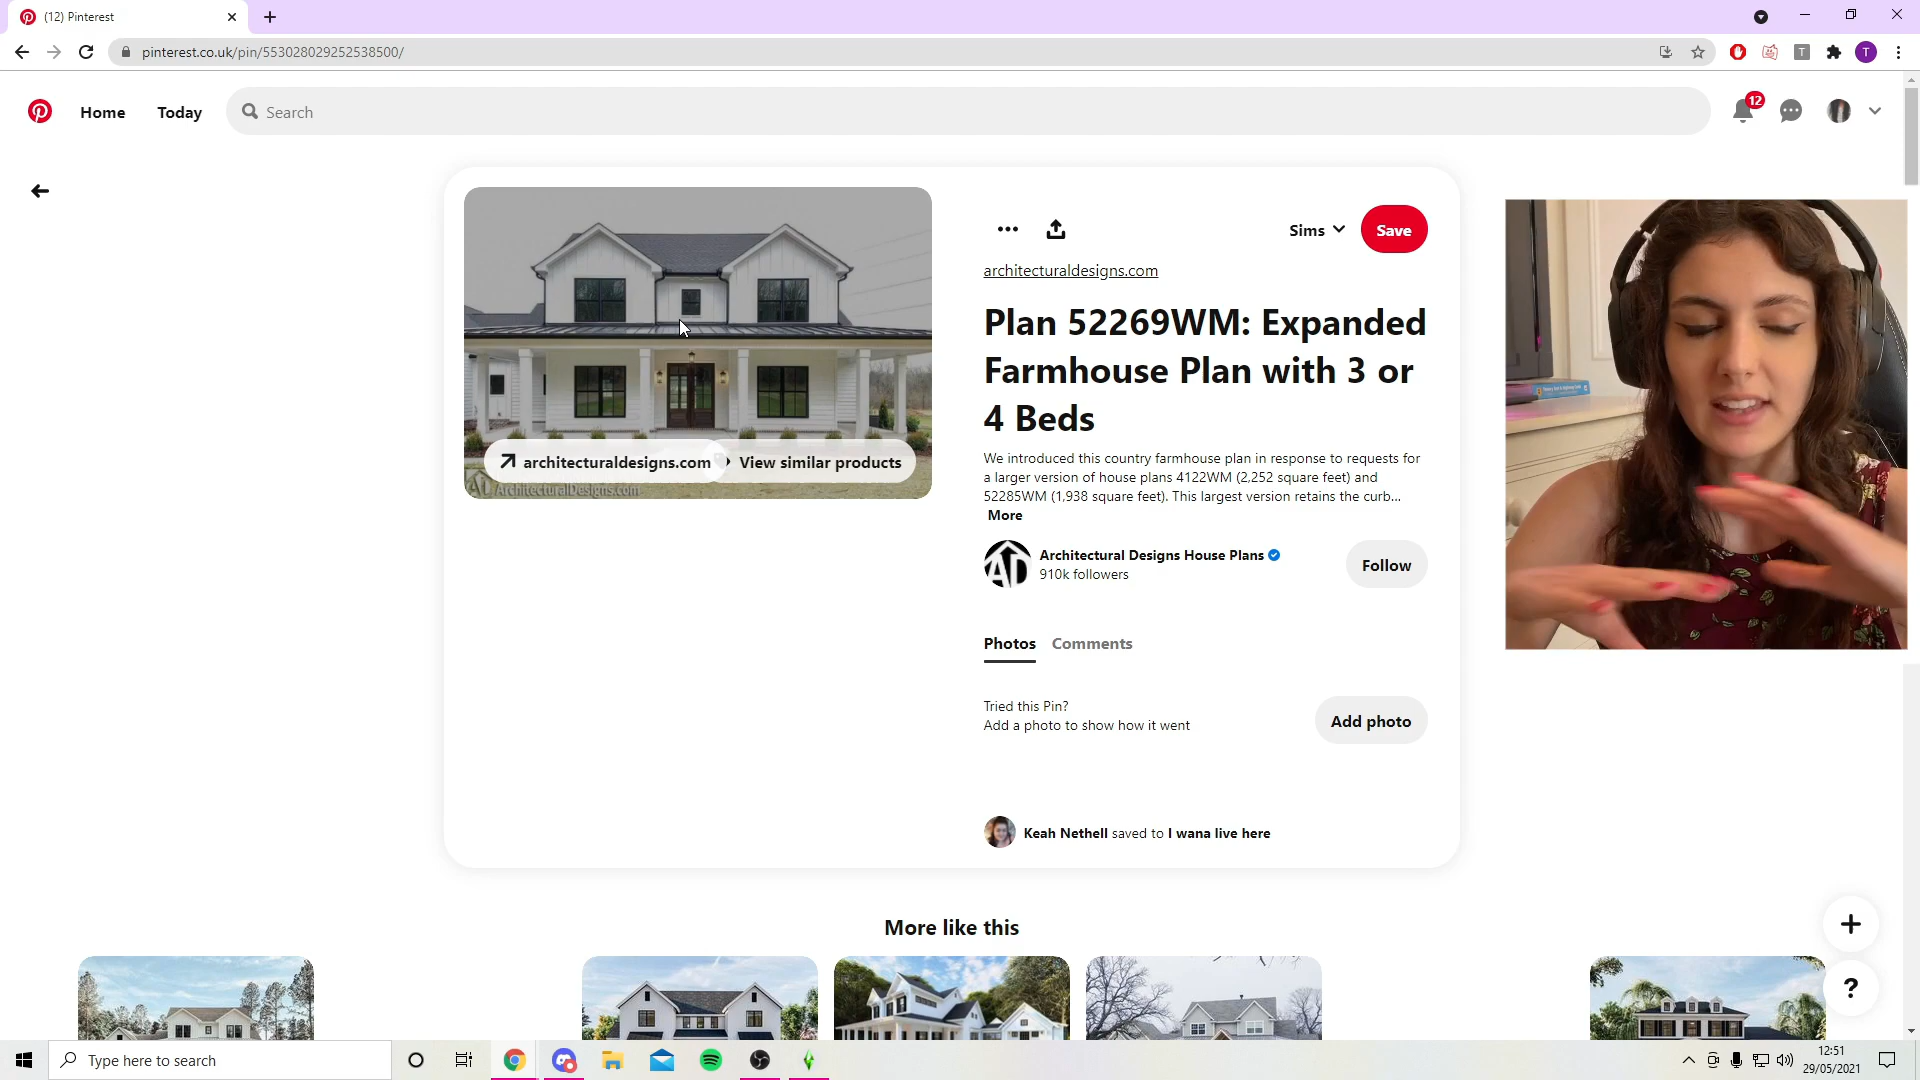 (12) Pinterest
pinterest.co.uk/pin/553028029252538500/
Home
Today
Search
12
Sims
Save
architecturaldesigns.com
Plan 52269WM: Expanded
Farmhouse Plan with 3 or
4 Beds
architecturaldesigns.com
View similar products
ArchitecturalDesigns.com
We introduced this country farmhouse plan in response to requests for
a larger version of house plans 4122WM (2,252 square feet) and
52285WM (1,938 square feet). This largest version retains the curb...
More
AD
Architectural Designs House Plans
910k followers
Follow
Photos
Comments
Tried this Pin?
Add a photo to show how it went
Add photo
Keah Nethell saved to I wana live here
More like this
+
?
Type here to search
12:51
29/05/2021
T
T